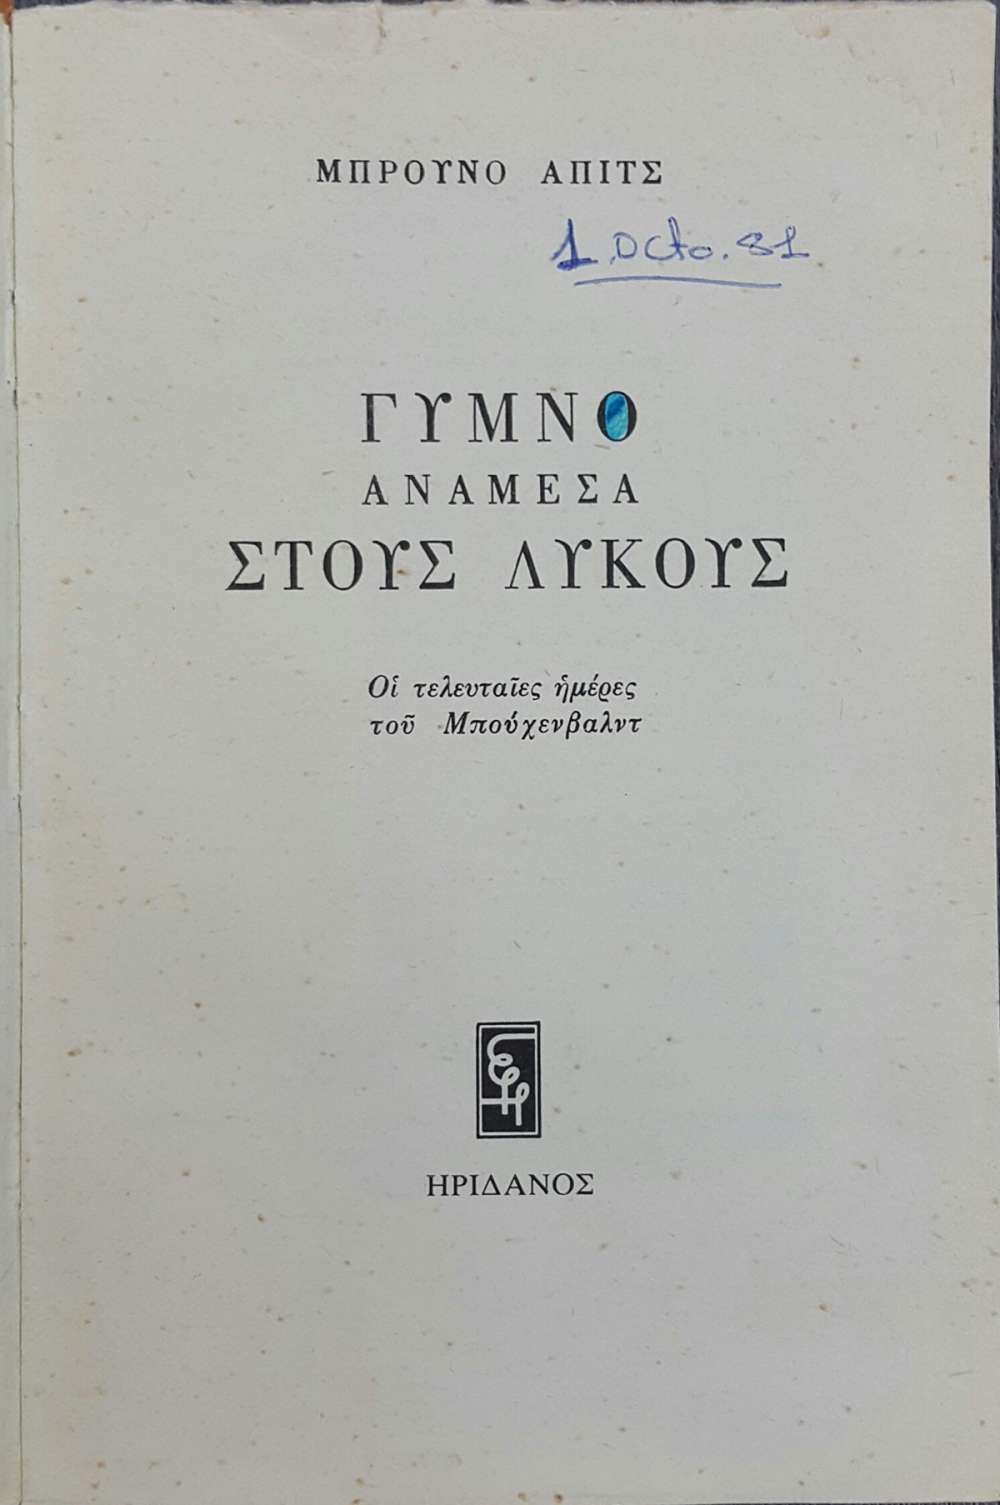 ΜΠΡΟΥΝΟ ΑΠΙΤΣ
1 Octo. 81
ΓΥΜΝΟ
ΑΝΑΜΕΣΑ
ΣΤΟΥΣ ΛΥΚΟΥΣ
Οἱ τελευταῖες ἡμέρες
τοῦ Μπούχενβαλντ
ΗΡΙΔΑΝΟΣ